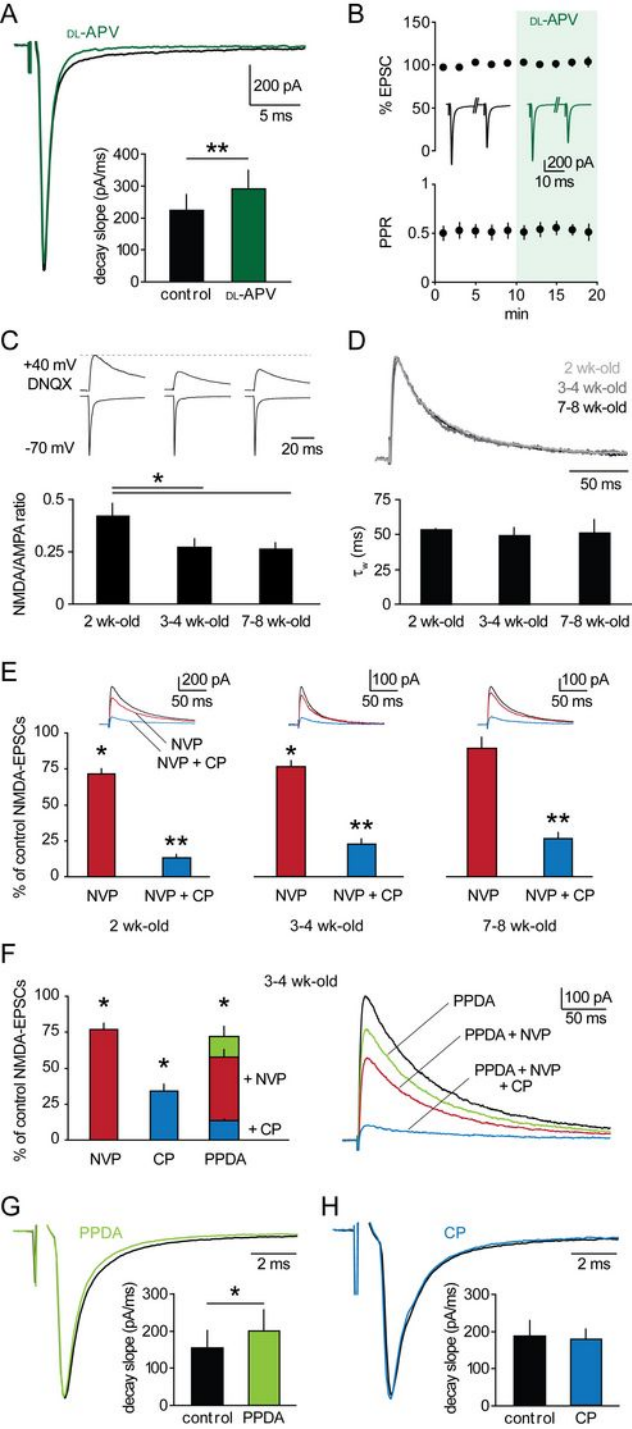 A
DL-APV
200 pA
5 ms
decay slope (pA/ms)
400
300
200
100
0
**
control DL-APV
B
DL-APV
% EPSC
150
100
50
0
200 pA
10 ms
PPR
1
0.5
0
0 5 10 15 20
min
C
+40 mV
DNQX
-70 mV
20 ms
NMDA/AMPA ratio
0.5
0.25
0
*
2 wk-old 3-4 wk-old 7-8 wk-old
D
2 wk-old
3-4 wk-old
7-8 wk-old
50 ms
τw (ms)
75
50
25
0
2 wk-old 3-4 wk-old 7-8 wk-old
E
200 pA
50 ms
100 pA
50 ms
100 pA
50 ms
% of control NMDA-EPSCs
100
75
50
25
0
NVP
NVP + CP
* **
* **
**
NVP NVP + CP NVP NVP + CP NVP NVP + CP
2 wk-old 3-4 wk-old 7-8 wk-old
F
3-4 wk-old
% of control NMDA-EPSCs
100
75
50
25
0
* * *
+ NVP
+ CP
NVP CP PPDA
100 pA
50 ms
PPDA
PPDA + NVP
PPDA + NVP
+ CP
G
PPDA
2 ms
decay slope (pA/ms)
300
200
100
0
*
control PPDA
H
CP
2 ms
decay slope (pA/ms)
300
200
100
0
control CP